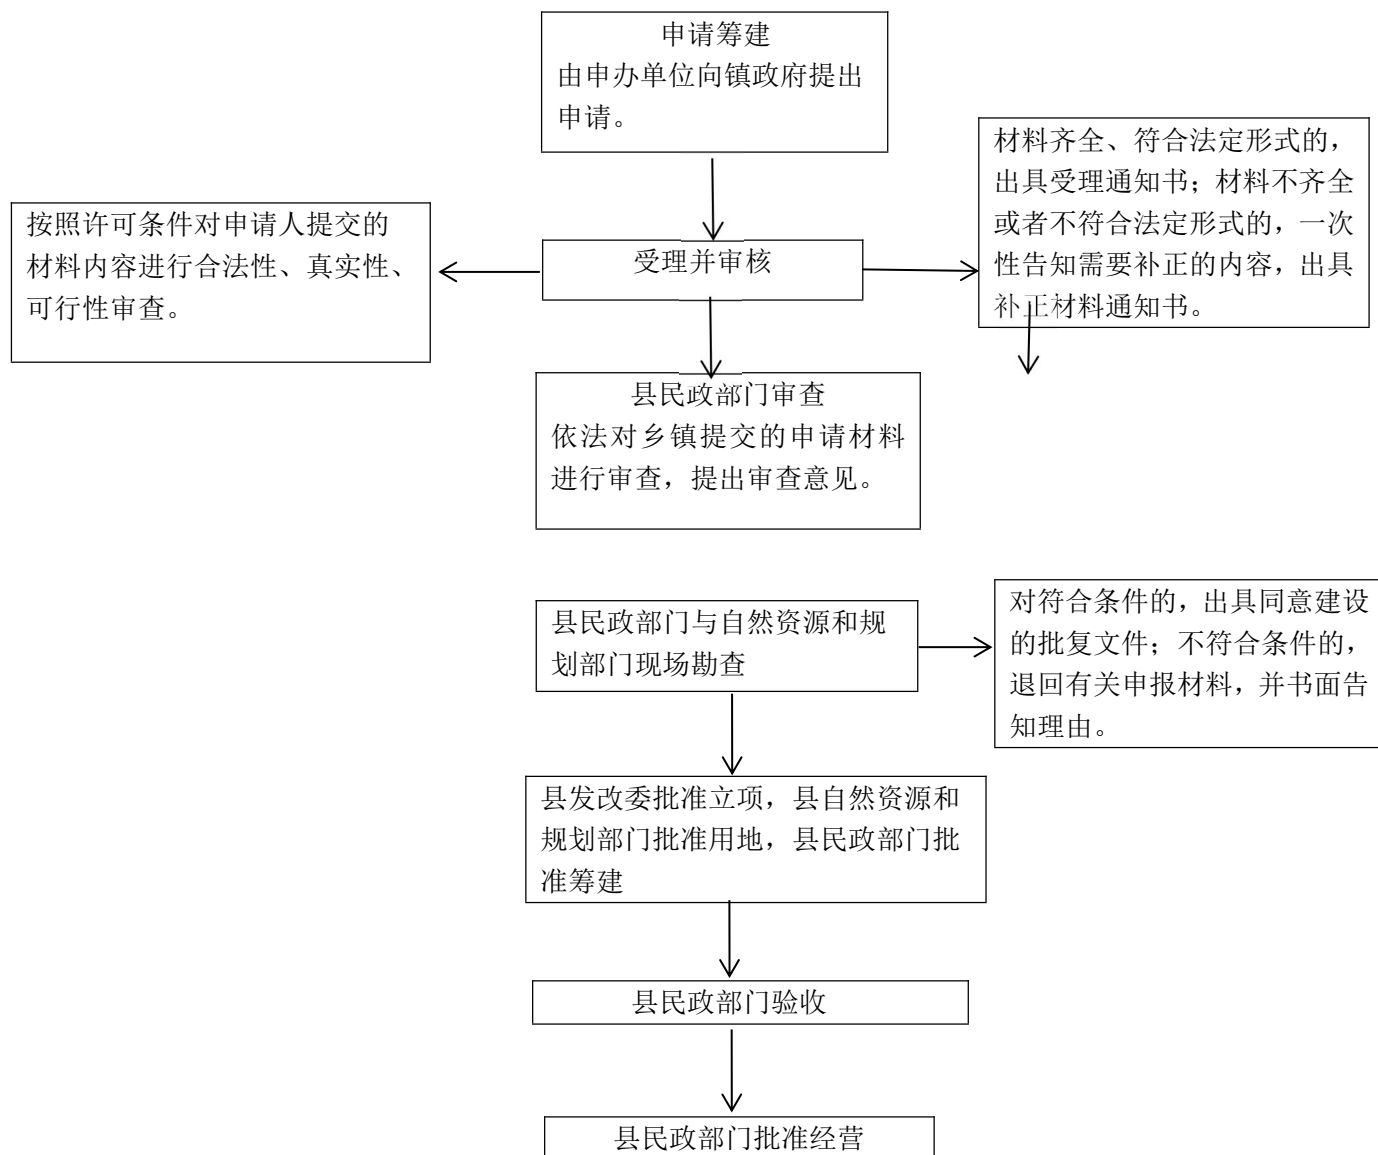 申请筹建
由申办单位向镇政府提出
申请。
材料齐全、符合法定形式的，
出具受理通知书；材料不齐全
或者不符合法定形式的，一次
性告知需要补正的内容，出具
补正材料通知书。
按照许可条件对申请人提交的
材料内容进行合法性、真实性、
可行性审查。
受理并审核
县民政部门审查
依法对乡镇提交的申请材料
进行审查，提出审查意见。
县民政部门与自然资源和规
划部门现场勘查
对符合条件的，出具同意建设
的批复文件；不符合条件的，
退回有关申报材料，并书面告
知理由。
县发改委批准立项，县自然资源和
规划部门批准用地，县民政部门批
准筹建
县民政部门验收
县民政部门批准经营